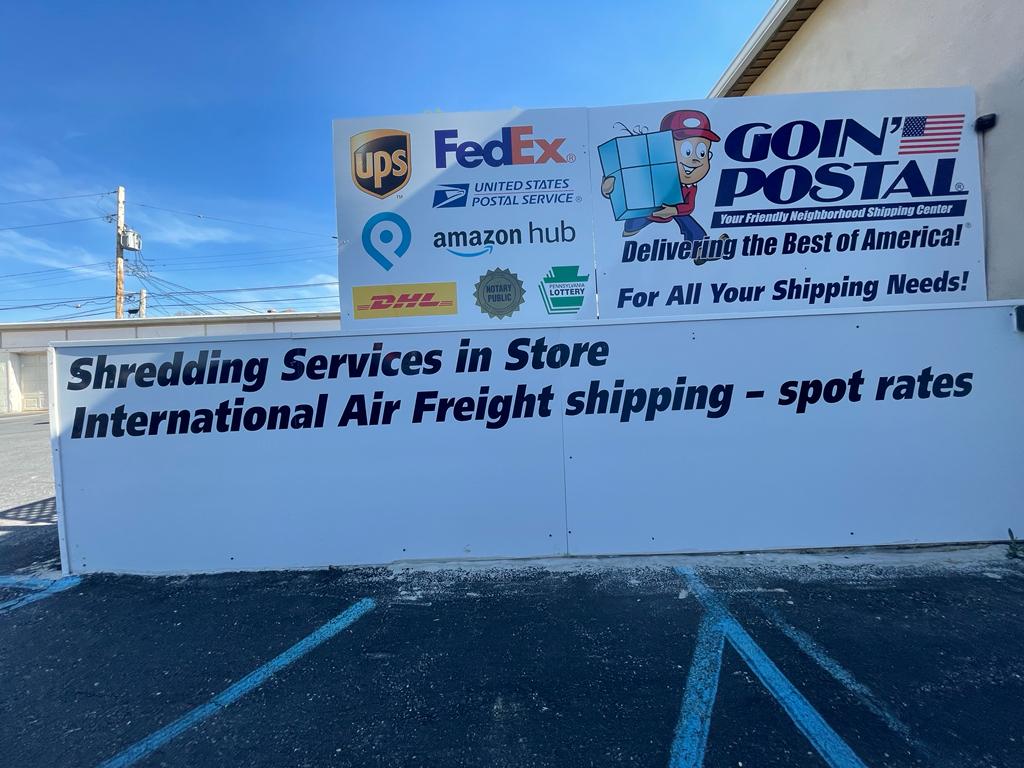 ups
FedEx®
UNITED STATES
POSTAL SERVICE®
amazon hub
DHL
NOTARY
PUBLIC
PENNSYLVANIA
LOTTERY
GOIN'
POSTAL®
Your Friendly Neighborhood Shipping Center
Delivering the Best of America!®
For All Your Shipping Needs!
Shredding Services in Store
International Air Freight shipping – spot rates